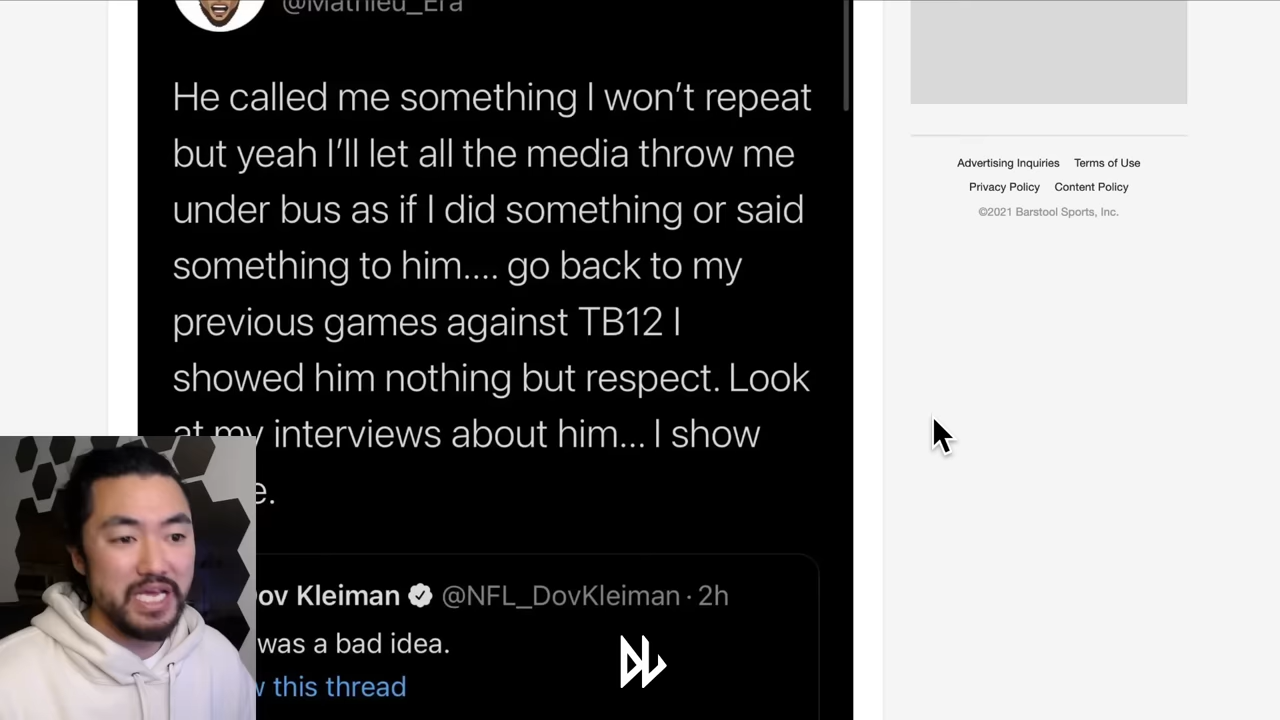 @Mathieu_Era
He called me something I won't repeat
but yeah I'll let all the media throw me
under bus as if I did something or said
something to him.... go back to my
previous games against TB12 I
showed him nothing but respect. Look
at my interviews about him... I show
e.
ov Kleiman @NFL_DovKleiman · 2h
was a bad idea.
w this thread
Advertising Inquiries Terms of Use
Privacy Policy Content Policy
©2021 Barstool Sports, Inc.